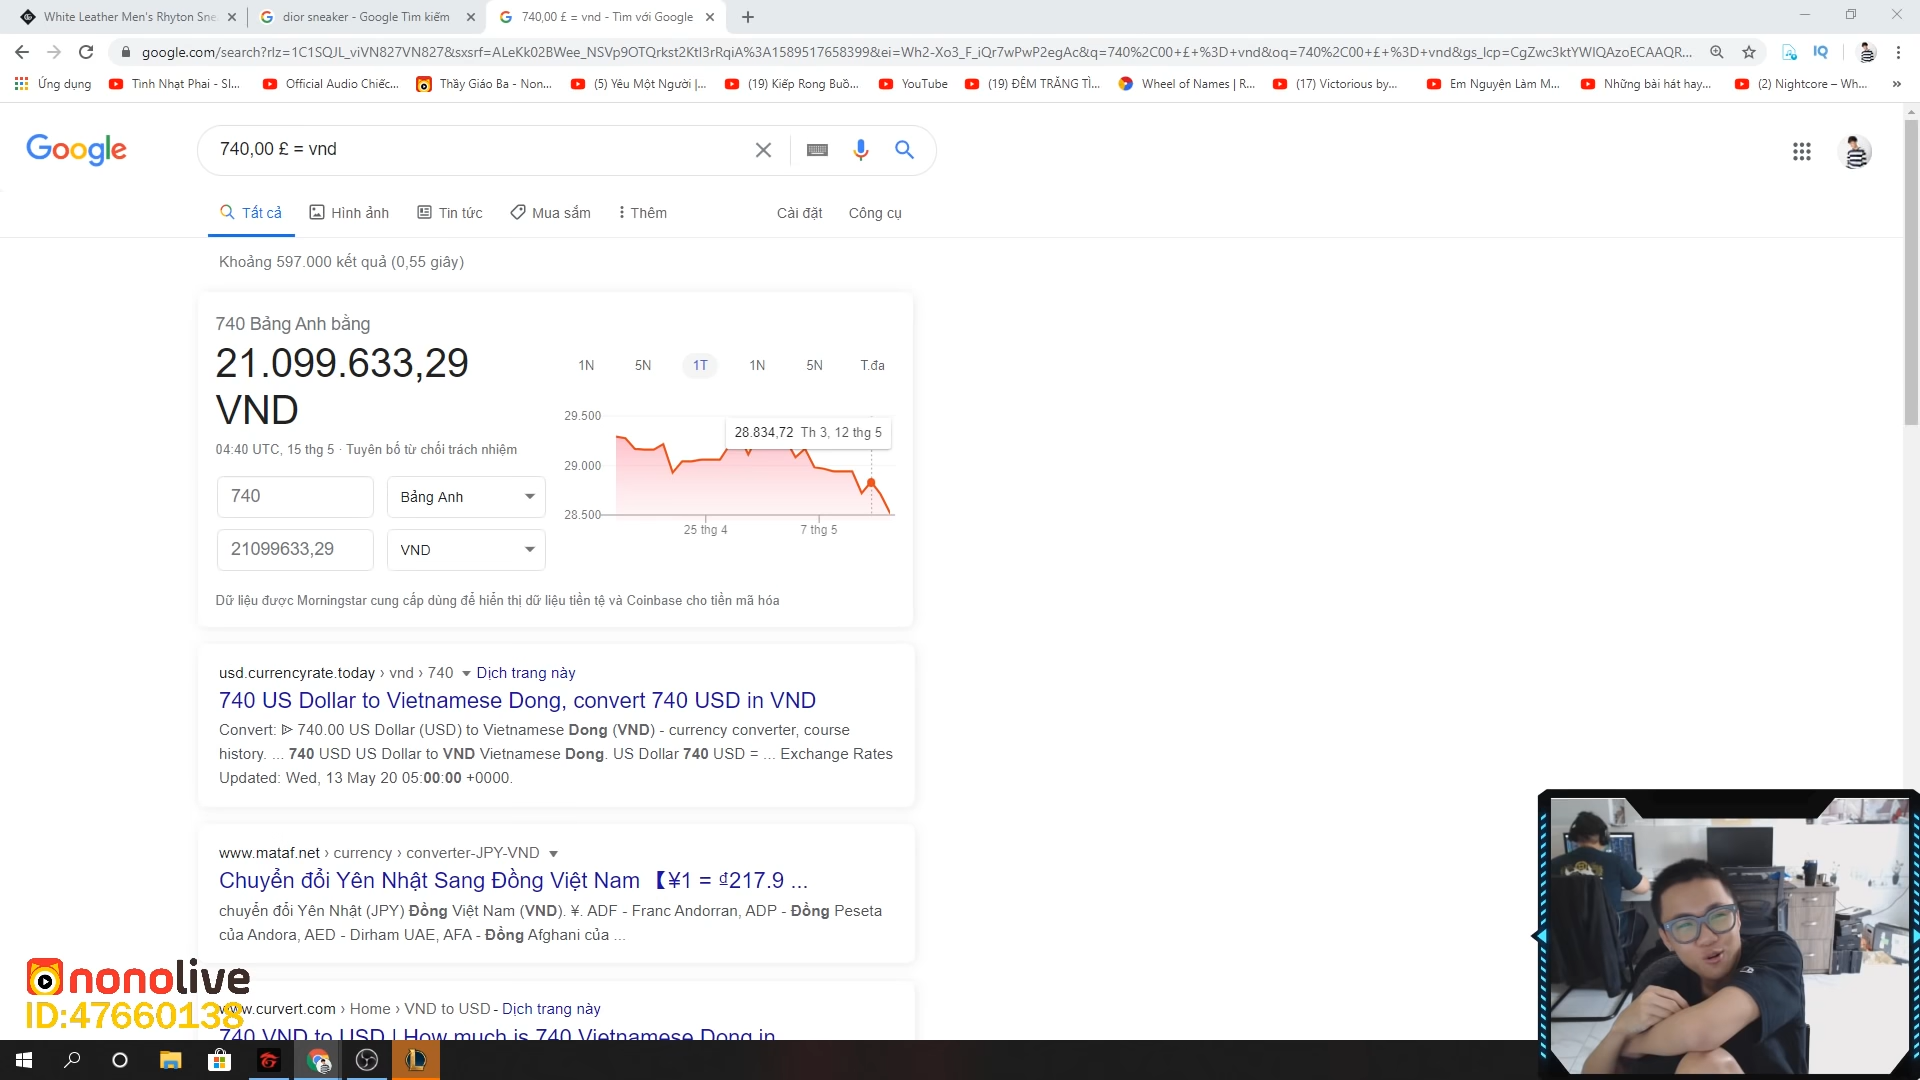 White Leather Men's Rhyton Sne
dior sneaker - Google Tìm kiếm
740,00 £ = vnd - Tìm với Google
google.com/search?rlz=1C1SQJL_viVN827VN827&sxsrf=ALeKk02BWee_NSVp9OTQrkst2KtI3rRqiA%3A1589517658399&ei=Wh2-Xo3_F_iQr7wPwP2egAc&q=740%2C00+£+%3D+vnd&oq=740%2C00+£+%3D+vnd&gs_lcp=CgZwc3ktYWIQAzoECAAQR...
IQ
Ứng dụng
Tình Nhạt Phai - Sl...
Official Audio Chiếc...
Thầy Giáo Ba - Non...
(5) Yêu Một Người |...
(19) Kiếp Rong Buồ...
YouTube
(19) ĐÊM TRĂNG TÌ...
Wheel of Names | R...
(17) Victorious by...
Em Nguyện Làm M...
Những bài hát hay...
(2) Nightcore – Wh...
Google
740,00 £ = vnd
Tất cả
Hình ảnh
Tin tức
Mua sắm
Thêm
Cài đặt
Công cụ
Khoảng 597.000 kết quả (0,55 giây)
740 Bảng Anh bằng
21.099.633,29
VND
04:40 UTC, 15 thg 5 · Tuyên bố từ chối trách nhiệm
740
Bảng Anh
21099633,29
VND
1N 5N 1T 1N 5N T.đa
29.500
28.834,72 Th 3, 12 thg 5
29.000
28.500
25 thg 4
7 thg 5
Dữ liệu được Morningstar cung cấp dùng để hiển thị dữ liệu tiền tệ và Coinbase cho tiền mã hóa
usd.currencyrate.today › vnd › 740 Dịch trang này
740 US Dollar to Vietnamese Dong, convert 740 USD in VND
Convert: ᐉ 740.00 US Dollar (USD) to Vietnamese Dong (VND) - currency converter, course
history. ... 740 USD US Dollar to VND Vietnamese Dong. US Dollar 740 USD = ... Exchange Rates
Updated: Wed, 13 May 20 05:00:00 +0000.
www.mataf.net › currency › converter-JPY-VND
Chuyển đổi Yên Nhật Sang Đồng Việt Nam 【¥1 = ₫217.9 ...
chuyển đổi Yên Nhật (JPY) Đồng Việt Nam (VND). ¥. ADF - Franc Andorran, ADP - Đồng Peseta
của Andora, AED - Dirham UAE, AFA - Đồng Afghani của ...
www.curvert.com › Home › VND to USD - Dịch trang này
740 VND to USD | How much is 740 Vietnamese Dong in
nonolive
ID:47660138